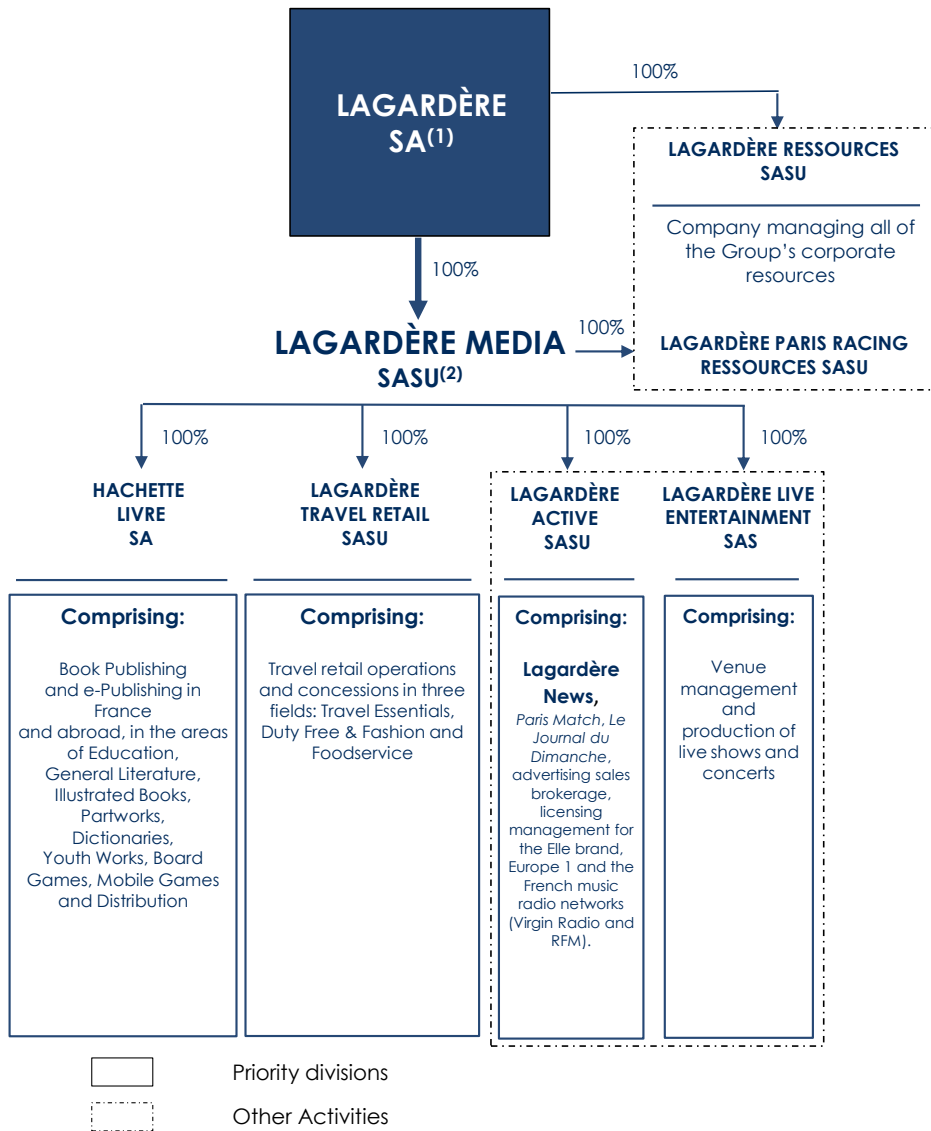 LAGARDÈRE
SA(1)
100%
LAGARDÈRE RESSOURCES
SASU
Company managing all of
the Group's corporate
resources
100%
LAGARDÈRE MEDIA
SASU(2)
100%
LAGARDÈRE PARIS RACING
RESSOURCES SASU
100%
100%
100%
100%
HACHETTE
LIVRE
SA
Comprising:
Book Publishing
and e-Publishing in
France
and abroad, in the areas
of Education,
General Literature,
Illustrated Books,
Partworks,
Dictionaries,
Youth Works, Board
Games, Mobile Games
and Distribution
LAGARDÈRE
TRAVEL RETAIL
SASU
Comprising:
Travel retail operations
and concessions in three
fields: Travel Essentials,
Duty Free & Fashion and
Foodservice
LAGARDÈRE
ACTIVE
SASU
Comprising:
Lagardère
News,
Paris Match, Le
Journal du
Dimanche,
advertising sales
brokerage,
licensing
management for
the Elle brand,
Europe 1 and the
French music
radio networks
(Virgin Radio and
RFM).
LAGARDÈRE LIVE
ENTERTAINMENT
SAS
Comprising:
Venue
management
and
production of
live shows and
concerts
Priority divisions
Other Activities